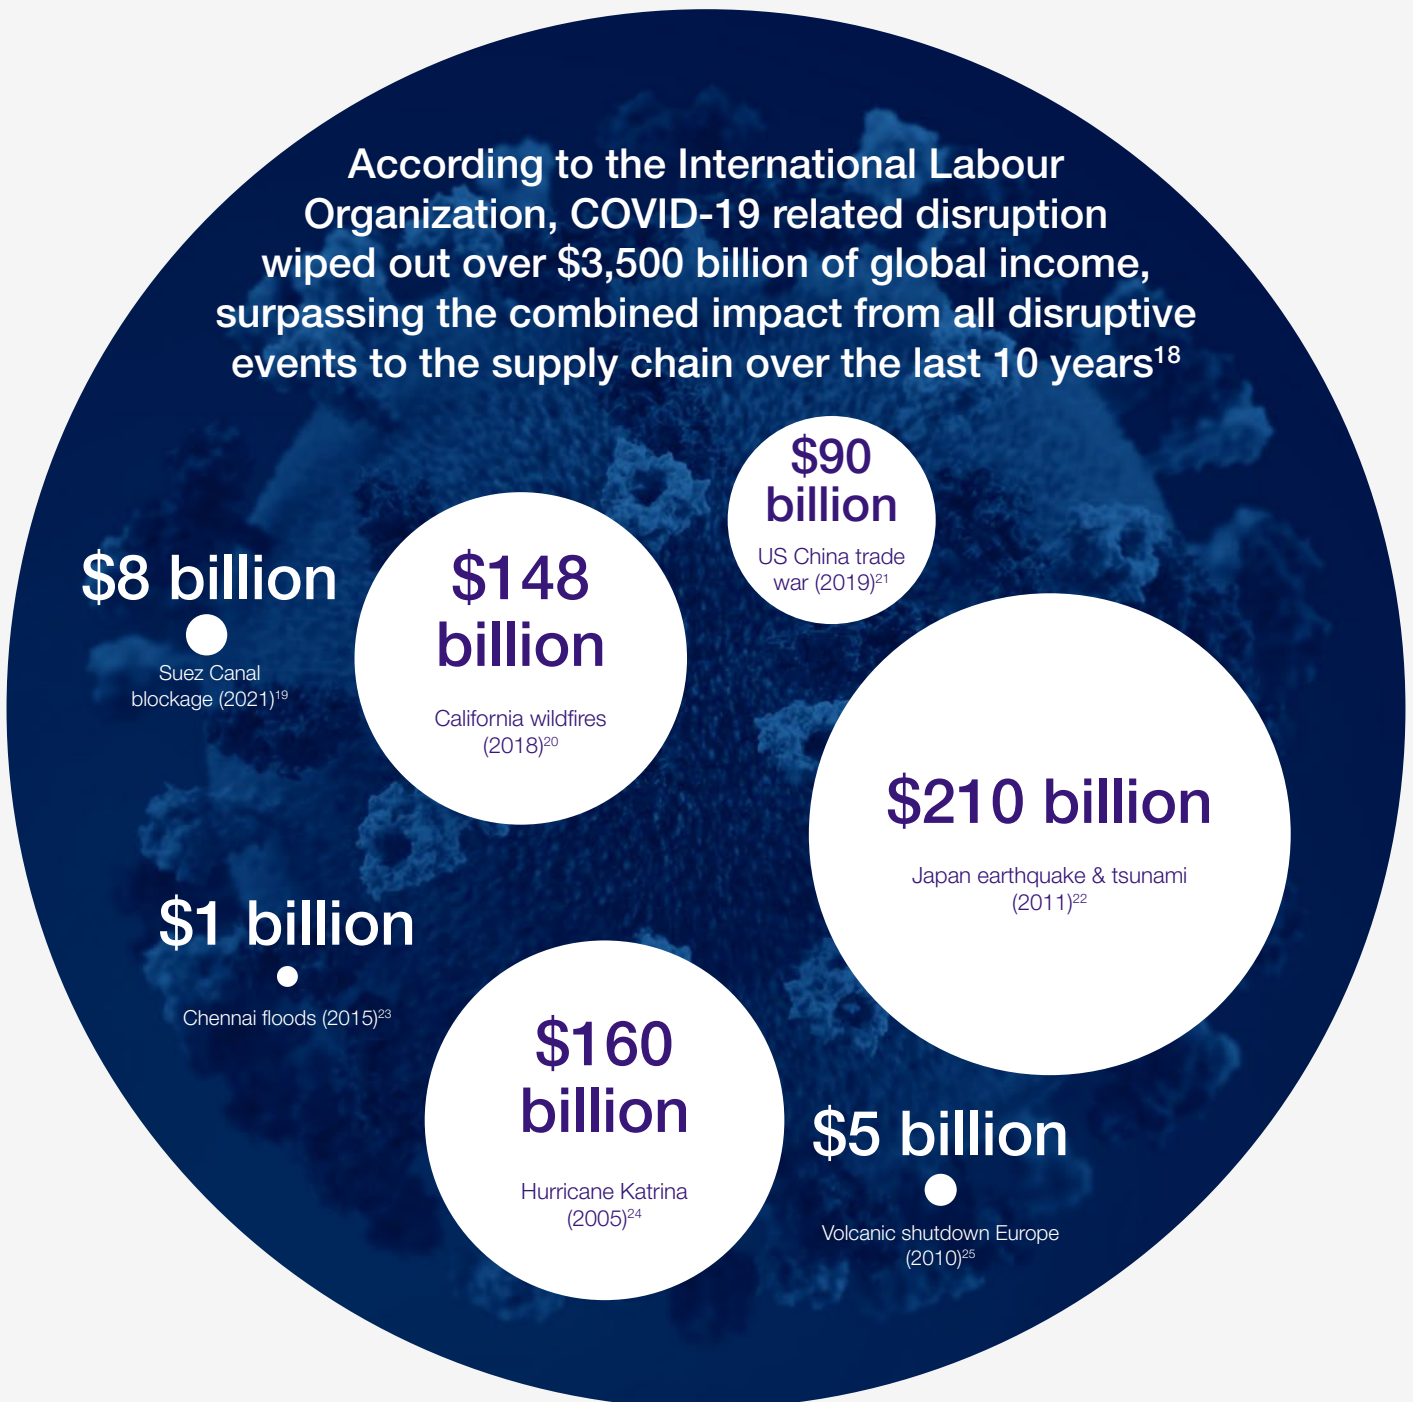 According to the International Labour
Organization, COVID-19 related disruption
wiped out over $3,500 billion of global income,
surpassing the combined impact from all disruptive
events to the supply chain over the last 10 years18
$90
billion
US China trade
war (2019)21
$8 billion
Suez Canal
blockage (2021)19
$148
billion
California wildfires
(2018)20
$210 billion
Japan earthquake & tsunami
(2011)22
$1 billion
Chennai floods (2015)23
$160
billion
Hurricane Katrina
(2005)24
$5 billion
Volcanic shutdown Europe
(2010)25